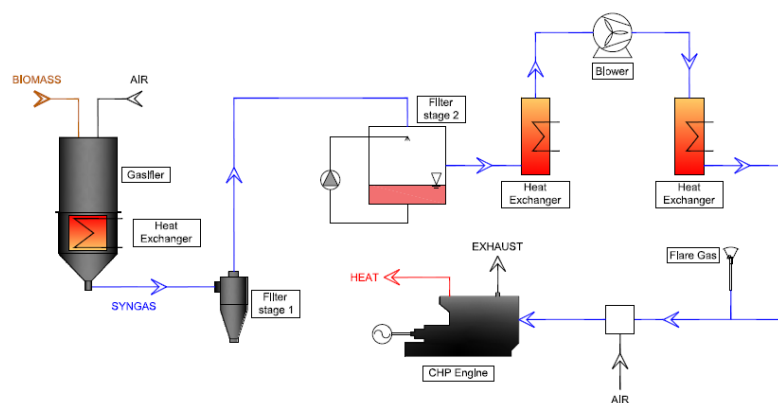 BIOMASS
AIR
Gasifier
Heat
Exchanger
SYNGAS
Filter
stage 1
Filter
stage 2
Heat
Exchanger
Blower
Heat
Exchanger
Flare Gas
AIR
EXHAUST
HEAT
CHP Engine